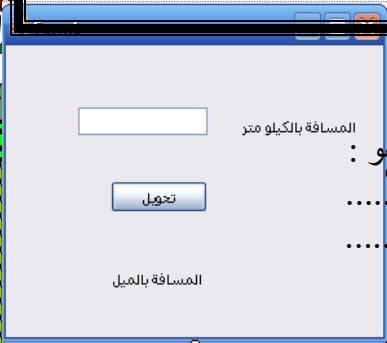 المسافة بالكيلو متر
و :
تحويل
.....
....
المسافة بالميل